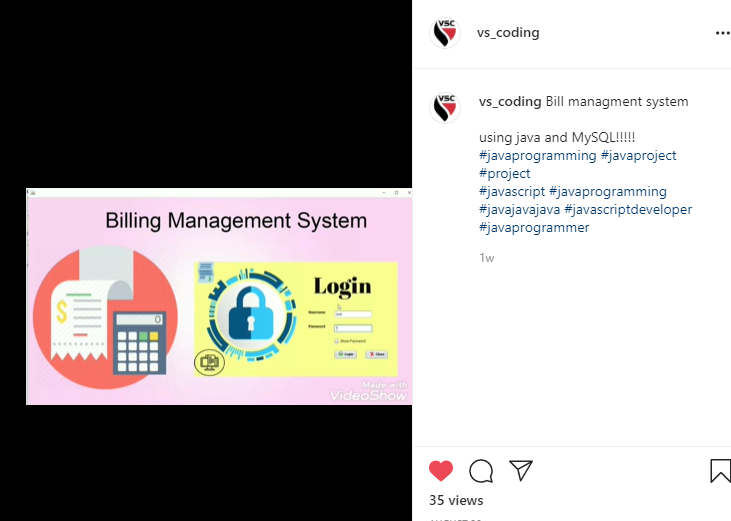 VSC
vs_coding
VSC
vs_coding Bill managment system
using java and MySQL!!!!!
#javaprogramming #javaproject
#project
#javascript #javaprogramming
#javajavajava #javascriptdeveloper
#javaprogrammer
1w
Billing Management System
$
0
Login
Username
Password
Show Password
Login
Close
Made with
VideoShow
35 views